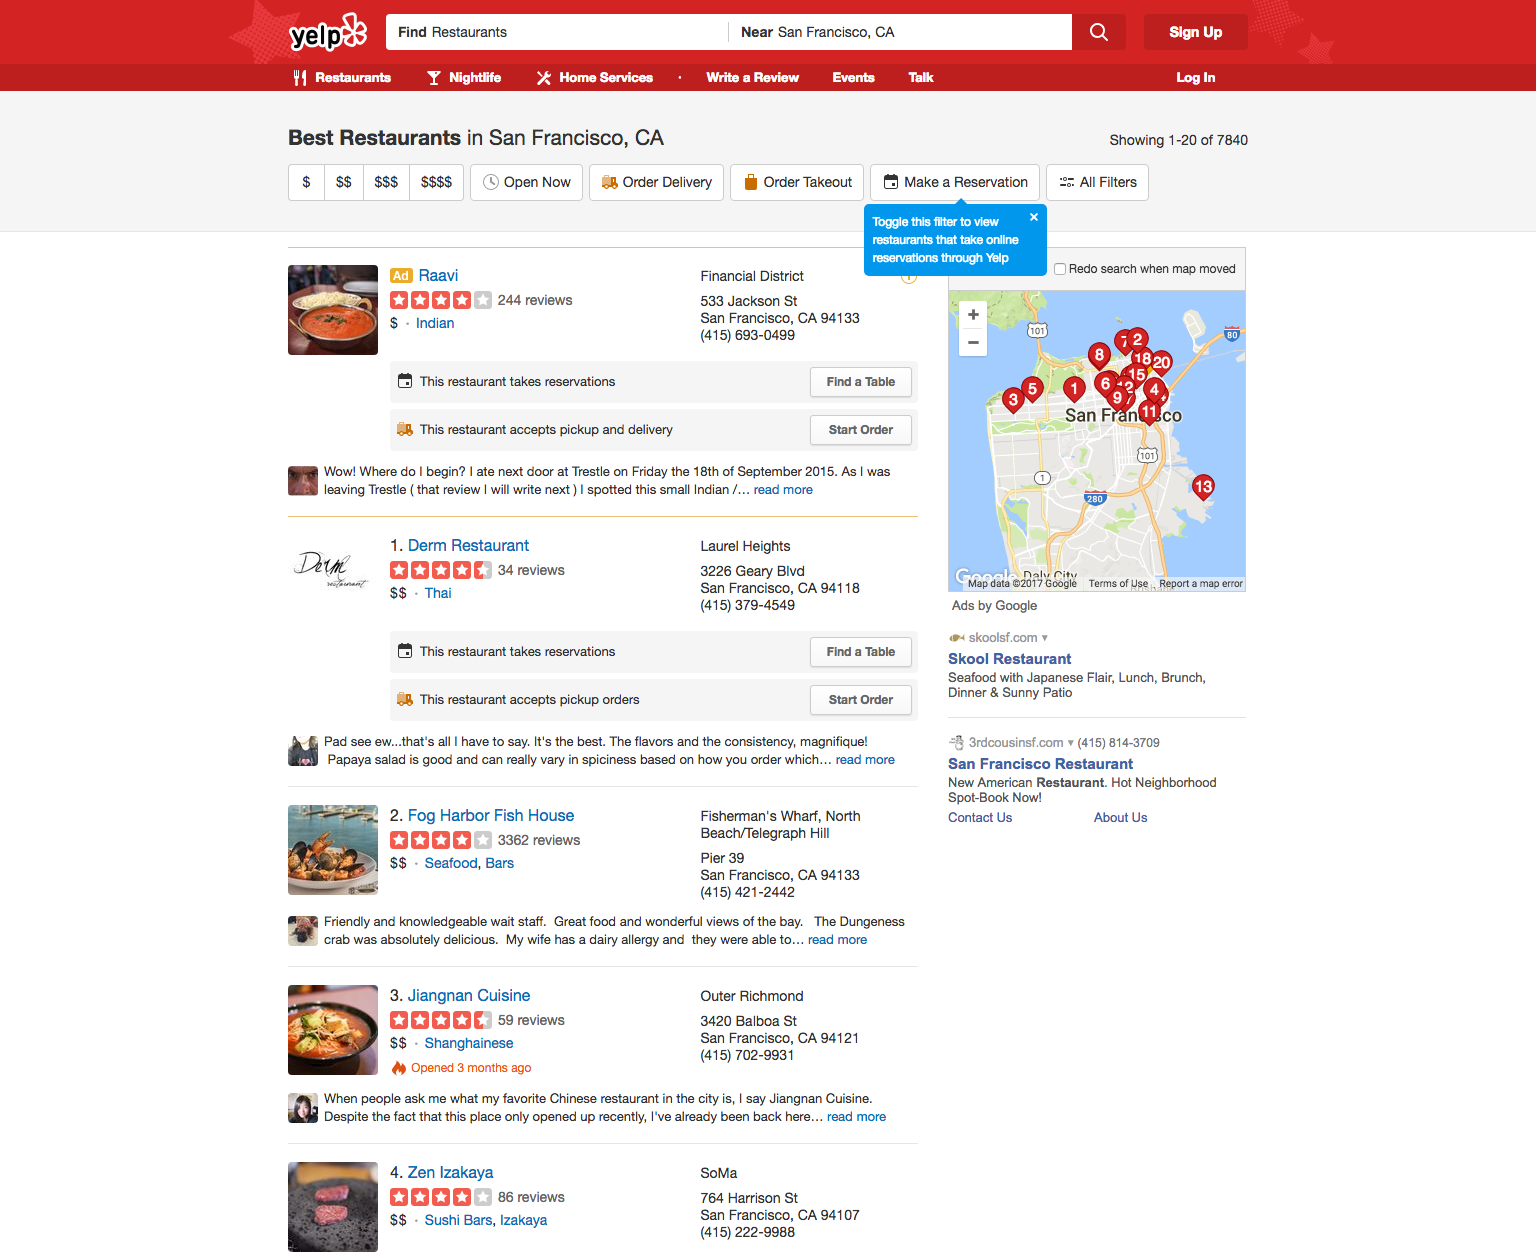 yelp
Find Restaurants
Near San Francisco, CA
Sign Up
Restaurants
Nightlife
Home Services
·
Write a Review
Events
Talk
Log In
Best Restaurants in San Francisco, CA
Showing 1-20 of 7840
$
$$
$$$
$$$$
Open Now
Order Delivery
Order Takeout
Make a Reservation
All Filters
Toggle this filter to view
restaurants that take online
reservations through Yelp
×
Ad Raavi
244 reviews
$ · Indian
Financial District
533 Jackson St
San Francisco, CA 94133
(415) 693-0499
This restaurant takes reservations
Find a Table
This restaurant accepts pickup and delivery
Start Order
Wow! Where do I begin? I ate next door at Trestle on Friday the 18th of September 2015. As I was
leaving Trestle ( that review I will write next ) I spotted this small Indian /… read more
Derm
restaurant
1. Derm Restaurant
34 reviews
$$ · Thai
Laurel Heights
3226 Geary Blvd
San Francisco, CA 94118
(415) 379-4549
This restaurant takes reservations
Find a Table
This restaurant accepts pickup orders
Start Order
Pad see ew...that's all I have to say. It's the best. The flavors and the consistency, magnifique!
Papaya salad is good and can really vary in spiciness based on how you order which… read more
2. Fog Harbor Fish House
3362 reviews
$$ · Seafood, Bars
Fisherman's Wharf, North
Beach/Telegraph Hill
Pier 39
San Francisco, CA 94133
(415) 421-2442
Friendly and knowledgeable wait staff. Great food and wonderful views of the bay. The Dungeness
crab was absolutely delicious. My wife has a dairy allergy and they were able to… read more
3. Jiangnan Cuisine
59 reviews
$$ · Shanghainese
Opened 3 months ago
Outer Richmond
3420 Balboa St
San Francisco, CA 94121
(415) 702-9931
When people ask me what my favorite Chinese restaurant in the city is, I say Jiangnan Cuisine.
Despite the fact that this place only opened up recently, I've already been back here… read more
4. Zen Izakaya
86 reviews
$$ · Sushi Bars, Izakaya
SoMa
764 Harrison St
San Francisco, CA 94107
(415) 222-9988
Redo search when map moved
+
−
101
80
7
2
8
18
20
15
6
12
5
1
4
3
9
11
San Francisco
101
1
280
13
Google
Daly City
Map data ©2017 Google
Terms of Use
Report a map error
Ads by Google
skoolsf.com ▾
Skool Restaurant
Seafood with Japanese Flair, Lunch, Brunch,
Dinner & Sunny Patio
3rdcousinsf.com ▾ (415) 814-3709
San Francisco Restaurant
New American Restaurant. Hot Neighborhood
Spot-Book Now!
Contact Us
About Us